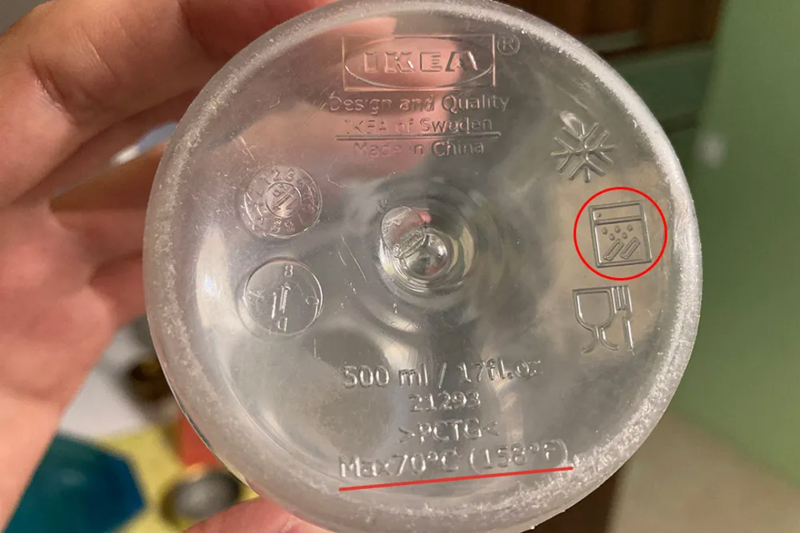 IKEA®
Design and Quality
IKEA of Sweden
Made in China
500 ml / 17fl.oz
21293
>PCTG<
Max70°C (158°F)